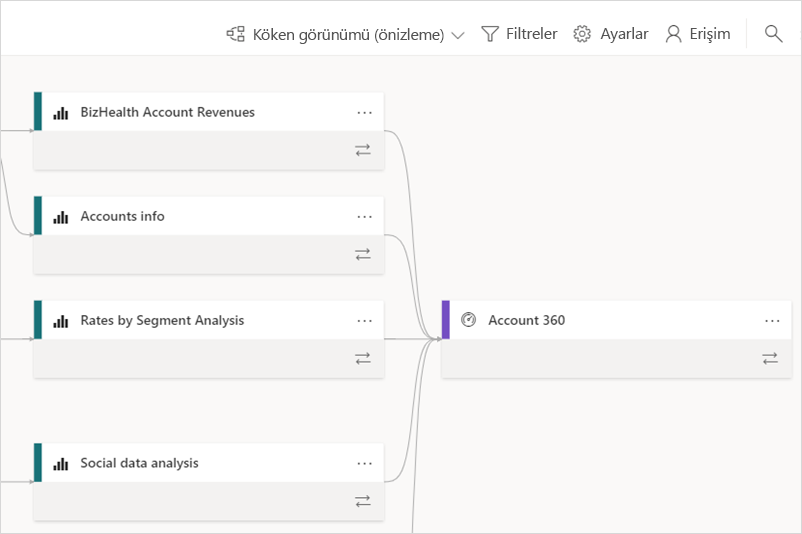 Köken görünümü (önizleme) Filtreler Ayarlar Erişim
BizHealth Account Revenues
Accounts info
Rates by Segment Analysis
Account 360
Social data analysis